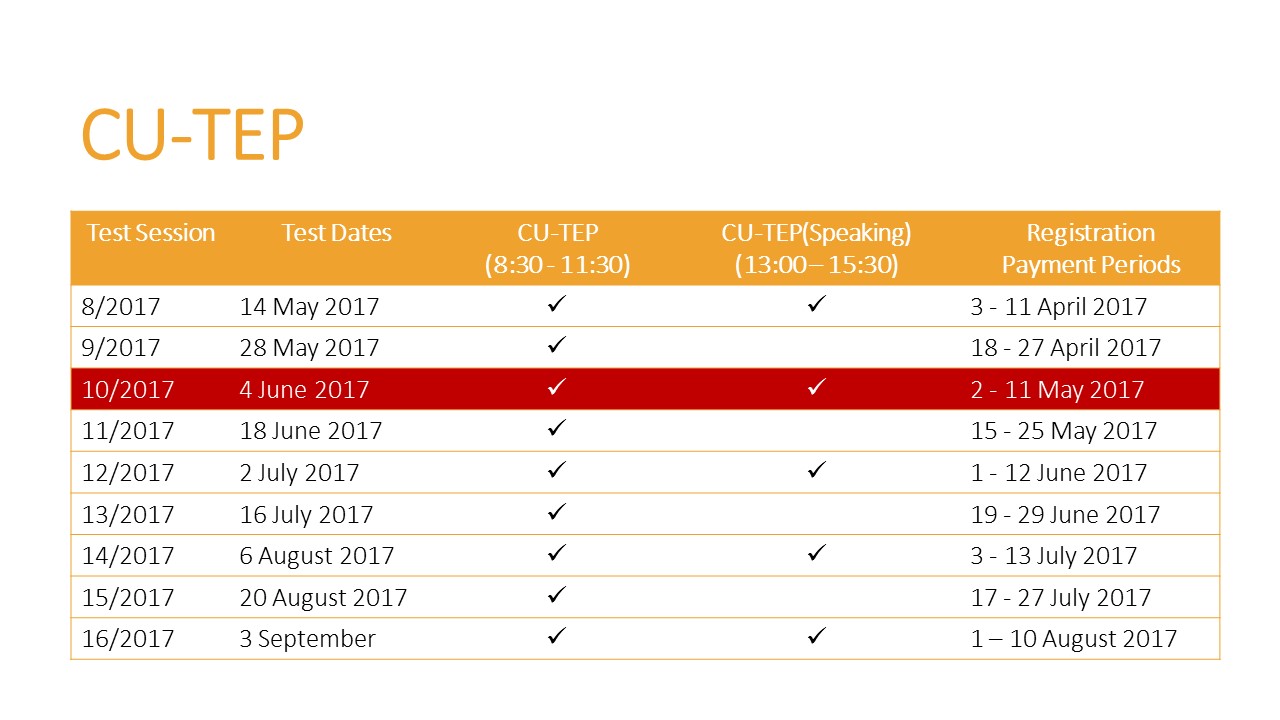 CU-TEP
Test Session Test Dates CU-TEP CU-TEP(Speaking) Registration
(8:30 - 11:30) (13:00 – 15:30) Payment Periods
8/2017 14 May 2017 ✓ ✓ 3 - 11 April 2017
9/2017 28 May 2017 ✓ 18 - 27 April 2017
10/2017 4 June 2017 ✓ ✓ 2 - 11 May 2017
11/2017 18 June 2017 ✓ 15 - 25 May 2017
12/2017 2 July 2017 ✓ ✓ 1 - 12 June 2017
13/2017 16 July 2017 ✓ 19 - 29 June 2017
14/2017 6 August 2017 ✓ ✓ 3 - 13 July 2017
15/2017 20 August 2017 ✓ 17 - 27 July 2017
16/2017 3 September ✓ ✓ 1 – 10 August 2017